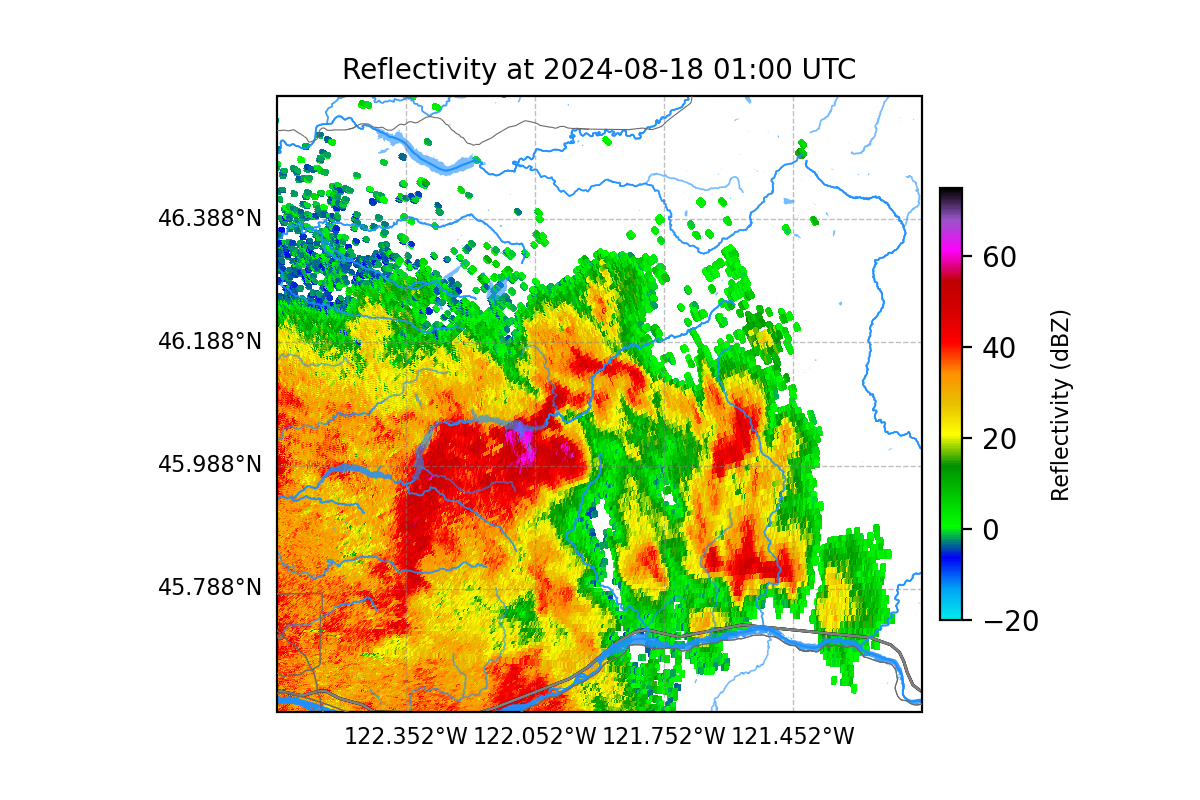 Reflectivity at 2024-08-18 01:00 UTC
46.388°N
46.188°N
45.988°N
45.788°N
122.352°W 122.052°W 121.752°W 121.452°W
60
40
20
0
−20
Reflectivity (dBZ)